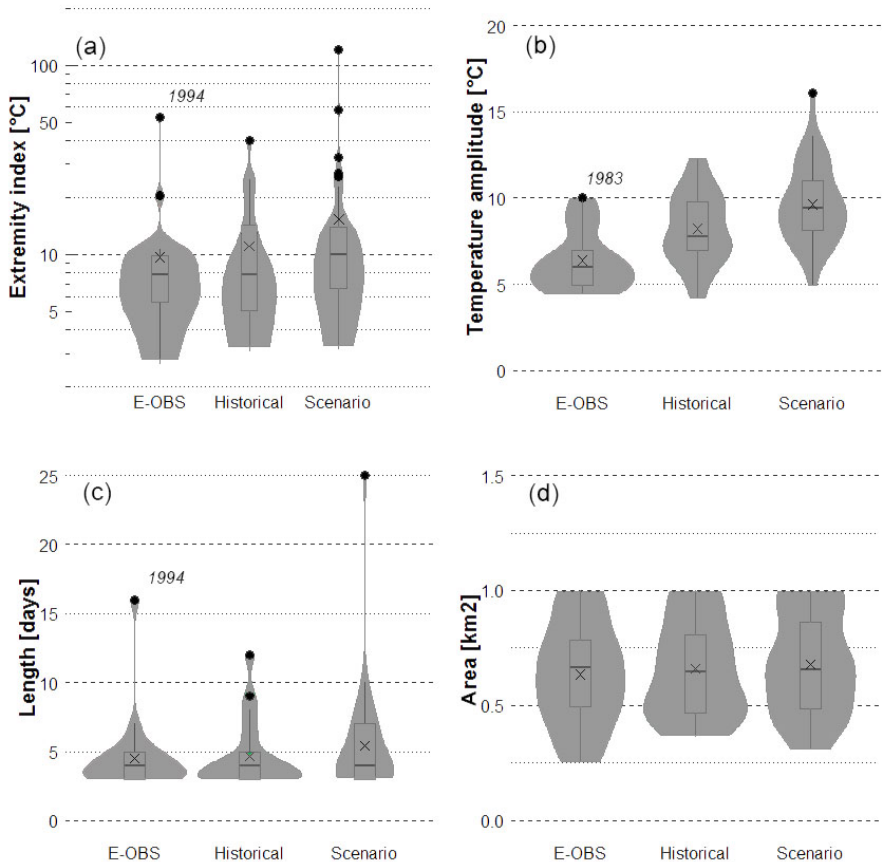 (a)
Extremity index [°C]
100
50
10
5
1994
E-OBS Historical Scenario
(b)
Temperature amplitude [°C]
20
15
10
5
0
1983
E-OBS Historical Scenario
(c)
Length [days]
25
20
15
10
5
0
1994
E-OBS Historical Scenario
(d)
Area [km2]
1.5
1.0
0.5
0.0
E-OBS Historical Scenario